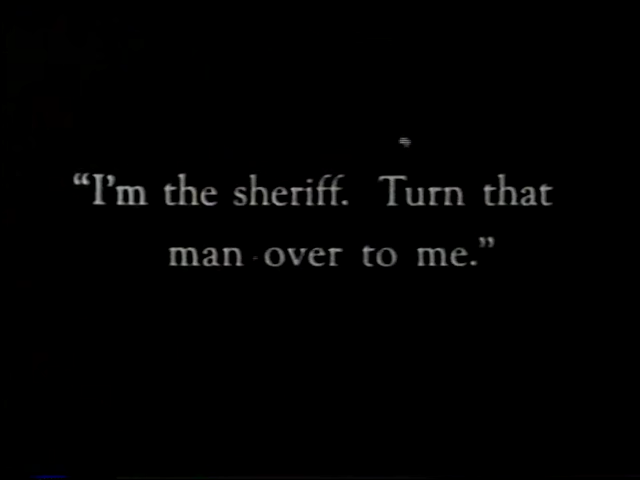 “I'm the sheriff. Turn that
man over to me.”